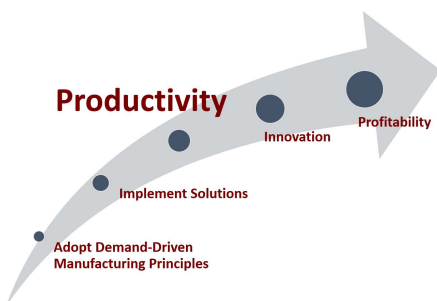 Productivity
Profitability
Innovation
Implement Solutions
Adopt Demand-Driven
Manufacturing Principles